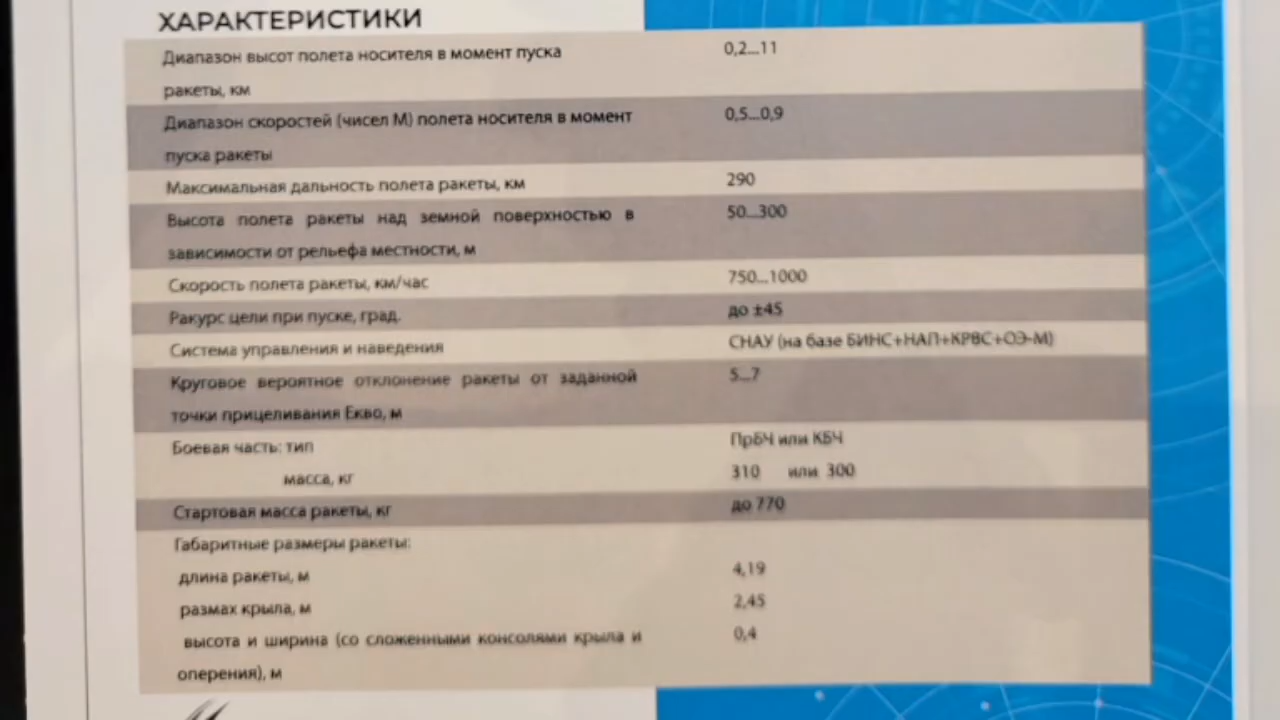 ХАРАКТЕРИСТИКИ
Диапазон высот полета носителя в момент пуска 0,2...11
ракеты, км
Диапазон скоростей (чисел М) полета носителя в момент 0,5...0,9
пуска ракеты
Максимальная дальность полета ракеты, км 290
Высота полета ракеты над земной поверхностью в 50...300
зависимости от рельефа местности, м
Скорость полета ракеты, км/час 750...1000
Ракурс цели при пуске, град. до ±45
Система управления и наведения СНАУ (на базе БИНС+НАП+КРВС+ОЭ-М)
Круговое вероятное отклонение ракеты от заданной 5...7
точки прицеливания Екво, м
Боевая часть: тип ПрБЧ или КБЧ
масса, кг 310 или 300
Стартовая масса ракеты, кг до 770
Габаритные размеры ракеты:
длина ракеты, м 4,19
размах крыла, м 2,45
высота и ширина (со сложенными консолями крыла и 0,4
оперения), м